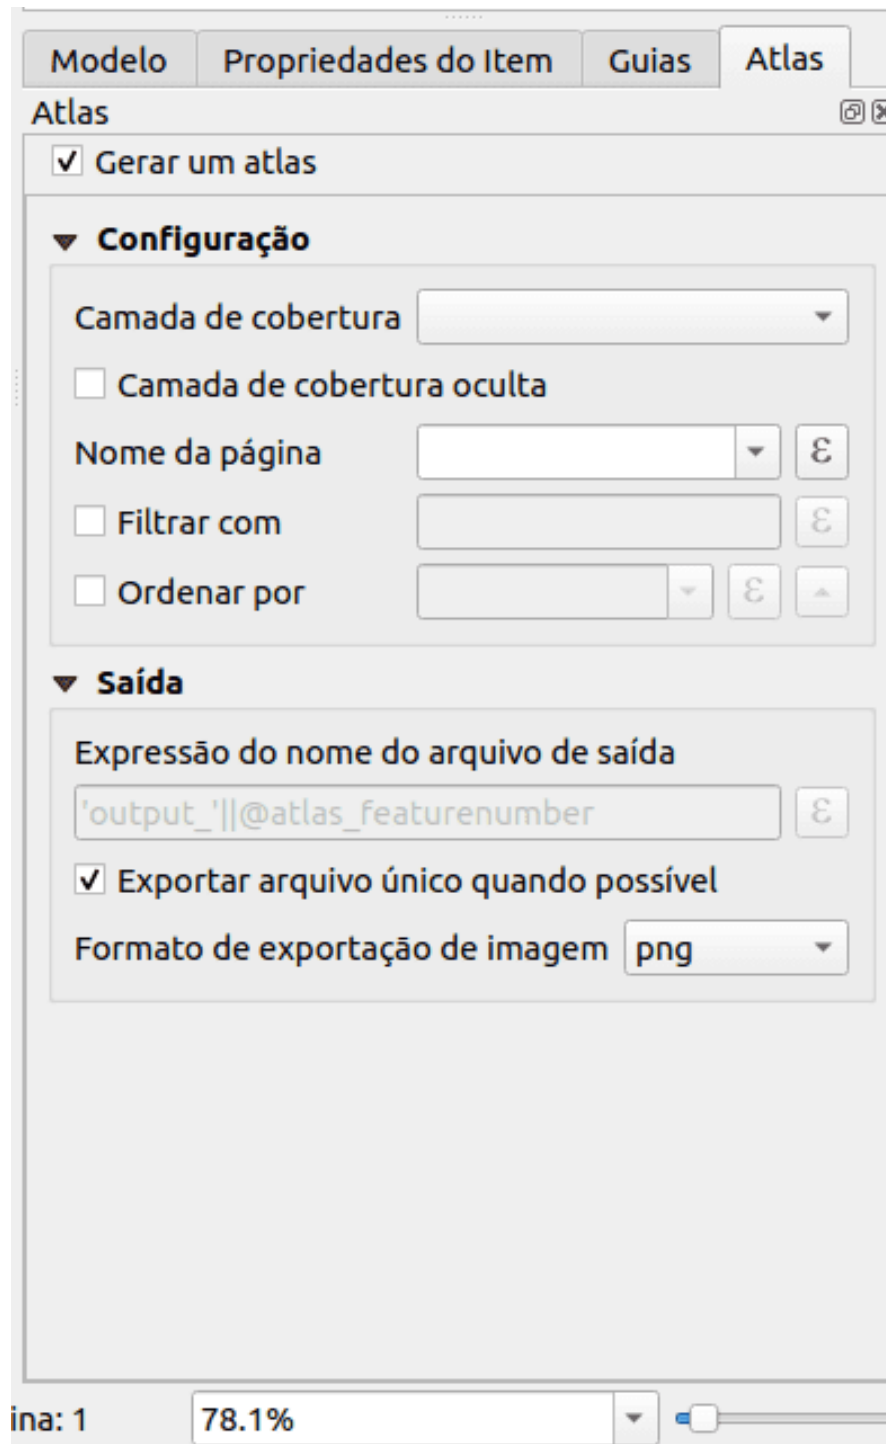 Modelo Propriedades do Item Guias Atlas
Atlas
Gerar um atlas
Configuração
Camada de cobertura
Camada de cobertura oculta
Nome da página ε
Filtrar com ε
Ordenar por ε
Saída
Expressão do nome do arquivo de saída
'output_'||@atlas_featurenumber ε
Exportar arquivo único quando possível
Formato de exportação de imagem png
ina: 1 78.1%